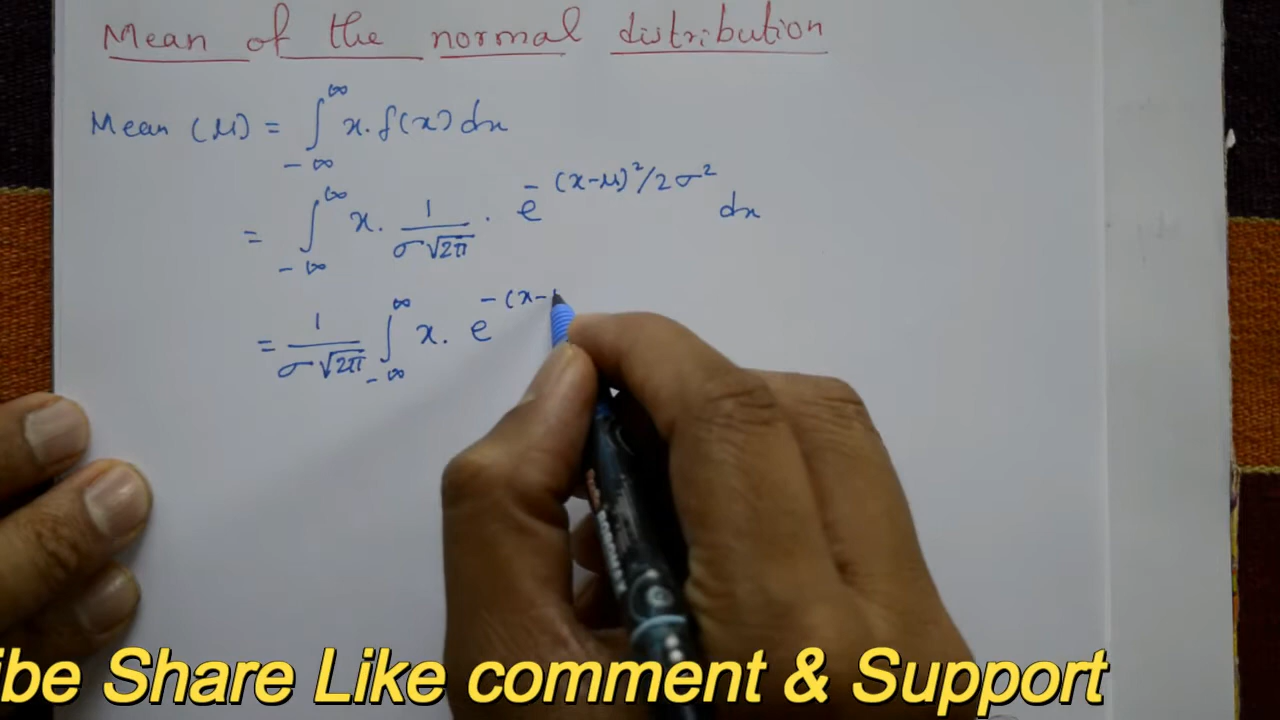 Mean of the normal distribution
Mean (μ) = ∫_{-∞}^{∞} x. f(x) dx
= ∫_{-∞}^{∞} x. 1/(σ√2π) . e^{-(x-μ)²/2σ²} dx
= 1/(σ√2π) ∫_{-∞}^{∞} x. e^{-(x-
ibe Share Like comment & Support